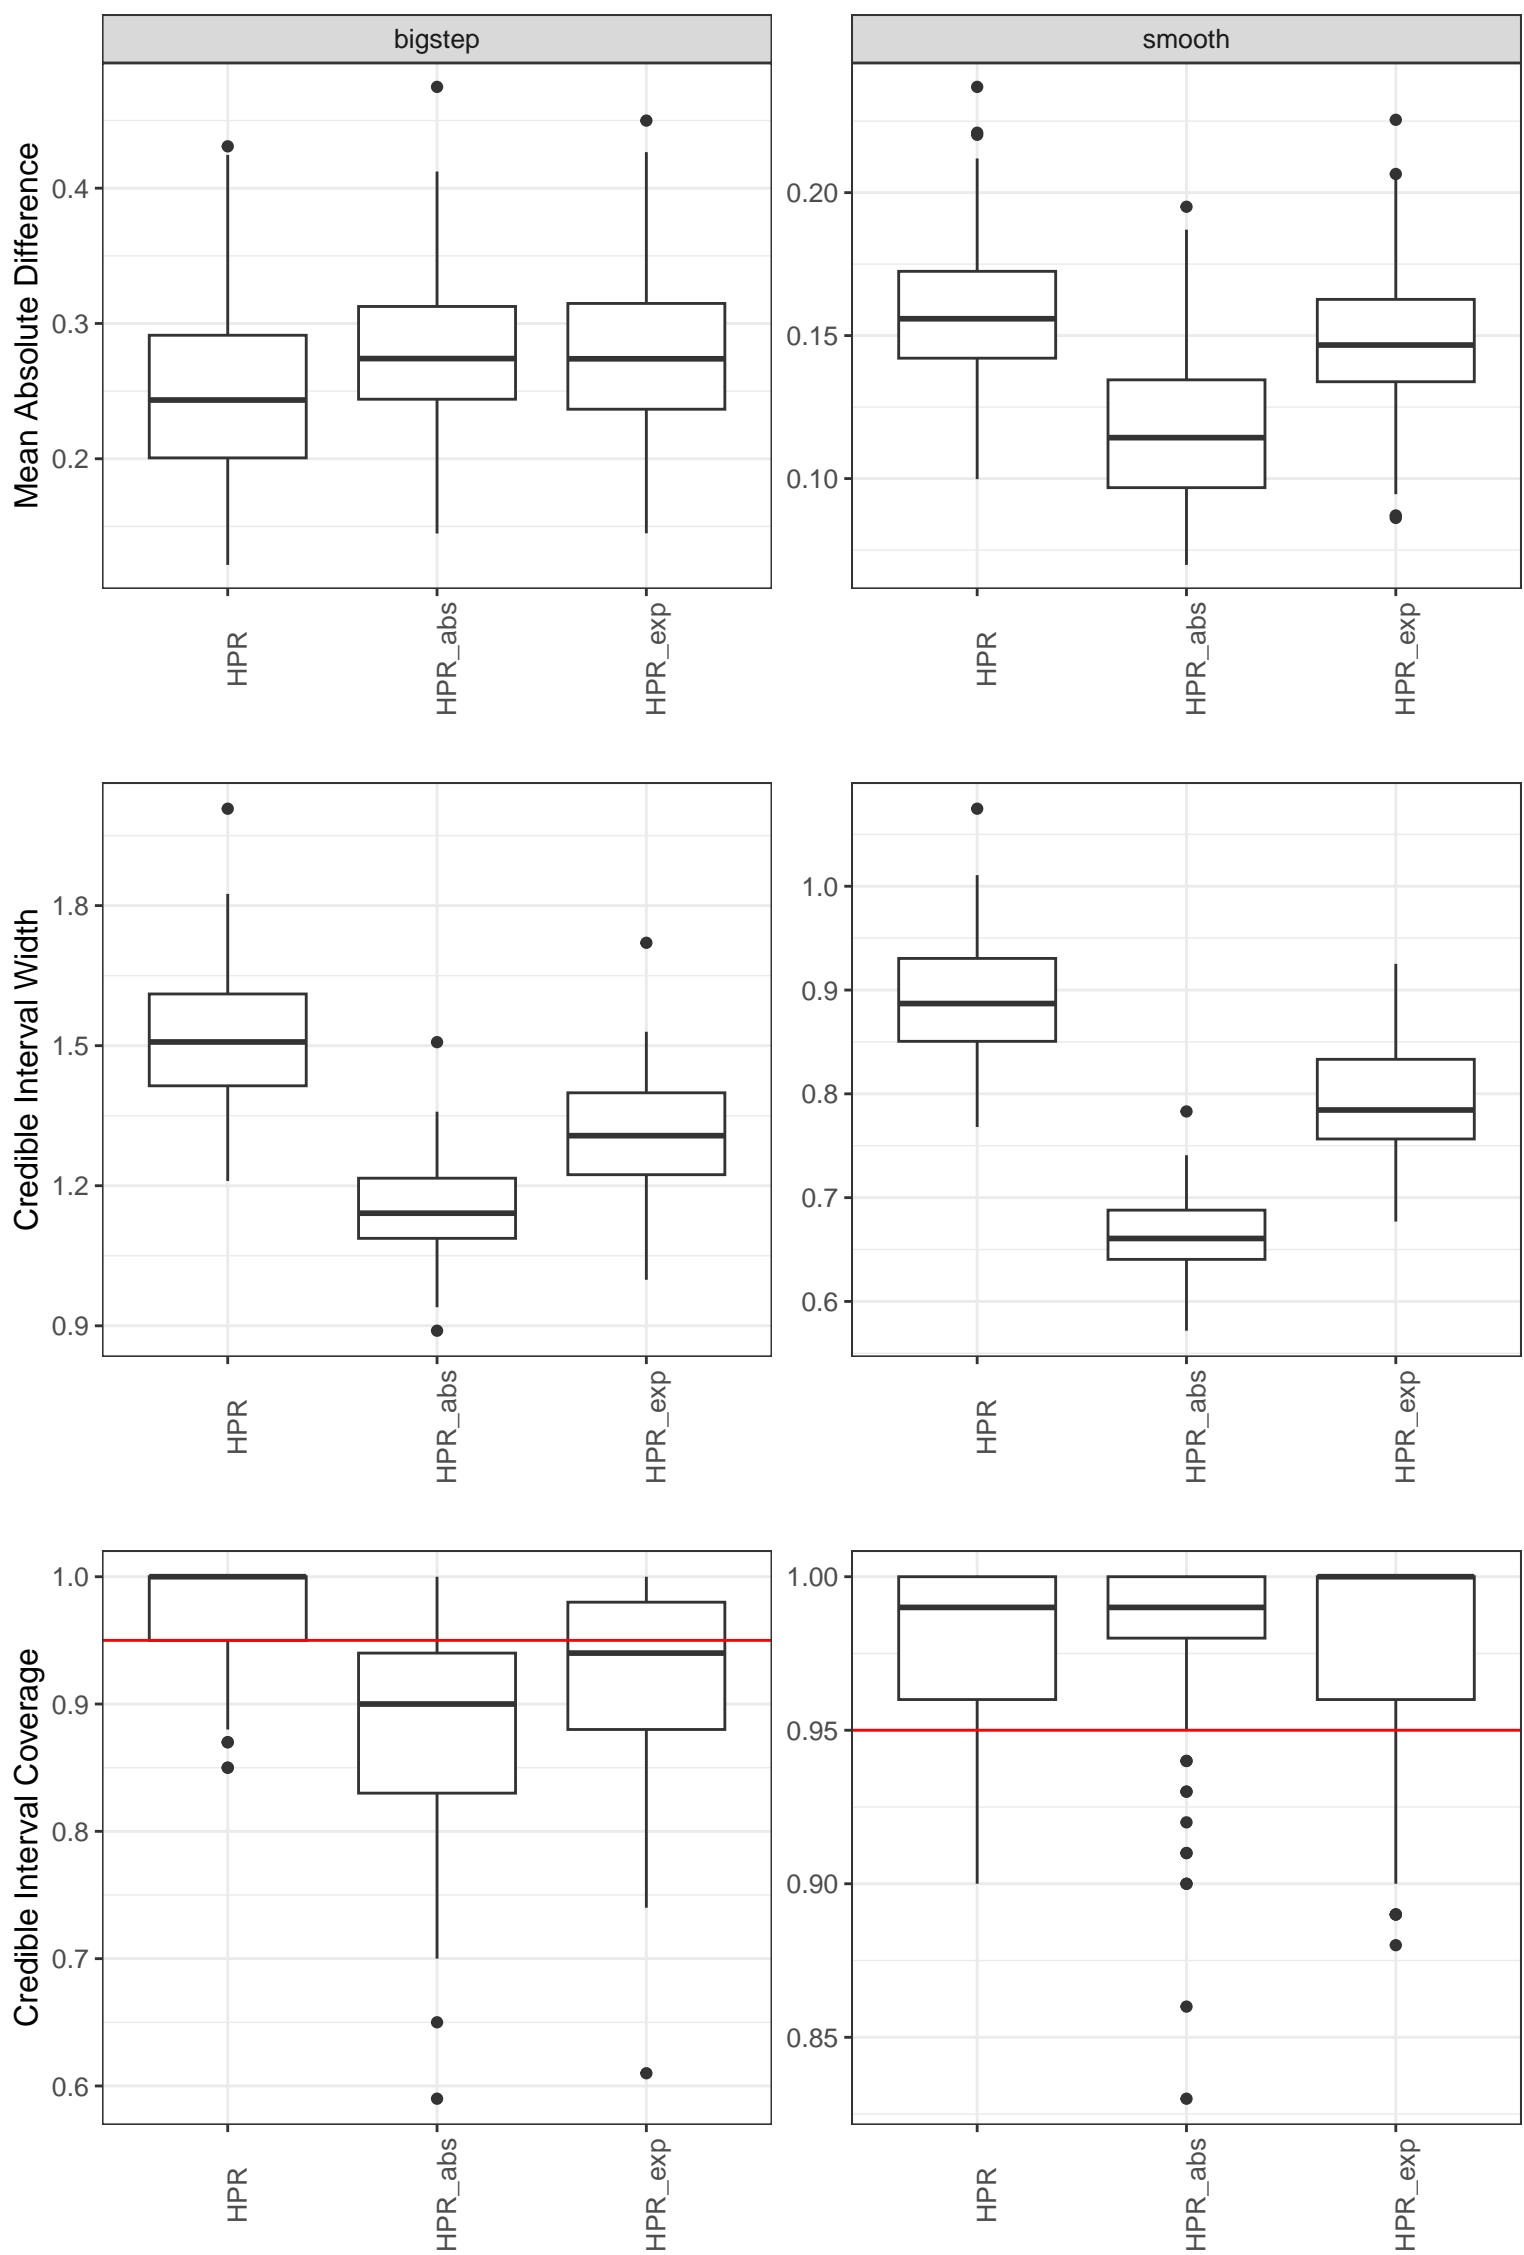 bigstep
smooth
Mean Absolute Difference
0.4
0.3
0.2
0.20
0.15
0.10
HPR
HPR_abs
HPR_exp
HPR
HPR_abs
HPR_exp
Credible Interval Width
1.8
1.5
1.2
0.9
1.0
0.9
0.8
0.7
0.6
HPR
HPR_abs
HPR_exp
HPR
HPR_abs
HPR_exp
Credible Interval Coverage
1.0
0.9
0.8
0.7
0.6
1.00
0.95
0.90
0.85
HPR
HPR_abs
HPR_exp
HPR
HPR_abs
HPR_exp